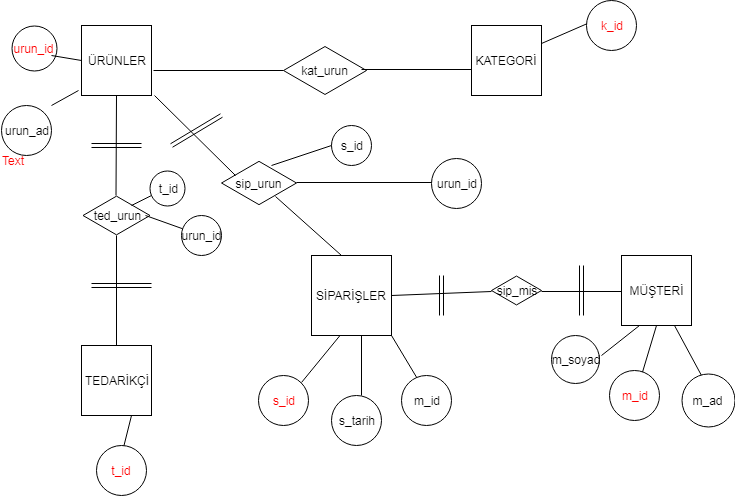 urun_id
ÜRÜNLER
kat_urun
KATEGORİ
k_id
urun_ad
Text
s_id
sip_urun
urun_id
t_id
ted_urun
urun_id
SİPARİŞLER
sip_mis
MÜŞTERİ
TEDARİKÇİ
m_soyad
s_id
s_tarih
m_id
m_id
m_ad
t_id